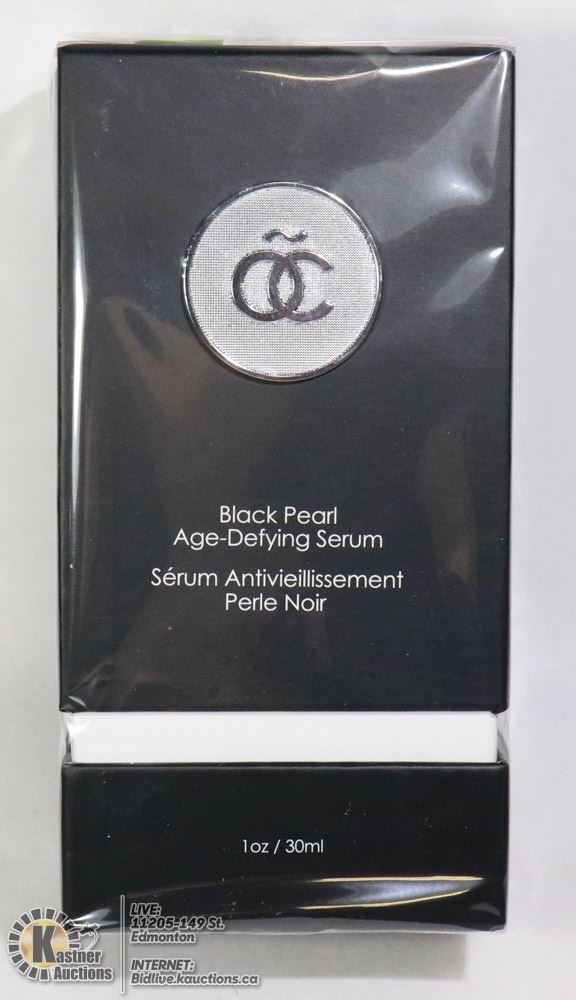 ÕC
Black Pearl
Age-Defying Serum
Sérum Antivieillissement
Perle Noir
1oz / 30ml
Kastner
Auctions
LIVE:
11205-149 St.
Edmonton
INTERNET:
Bidlive.kauctions.ca